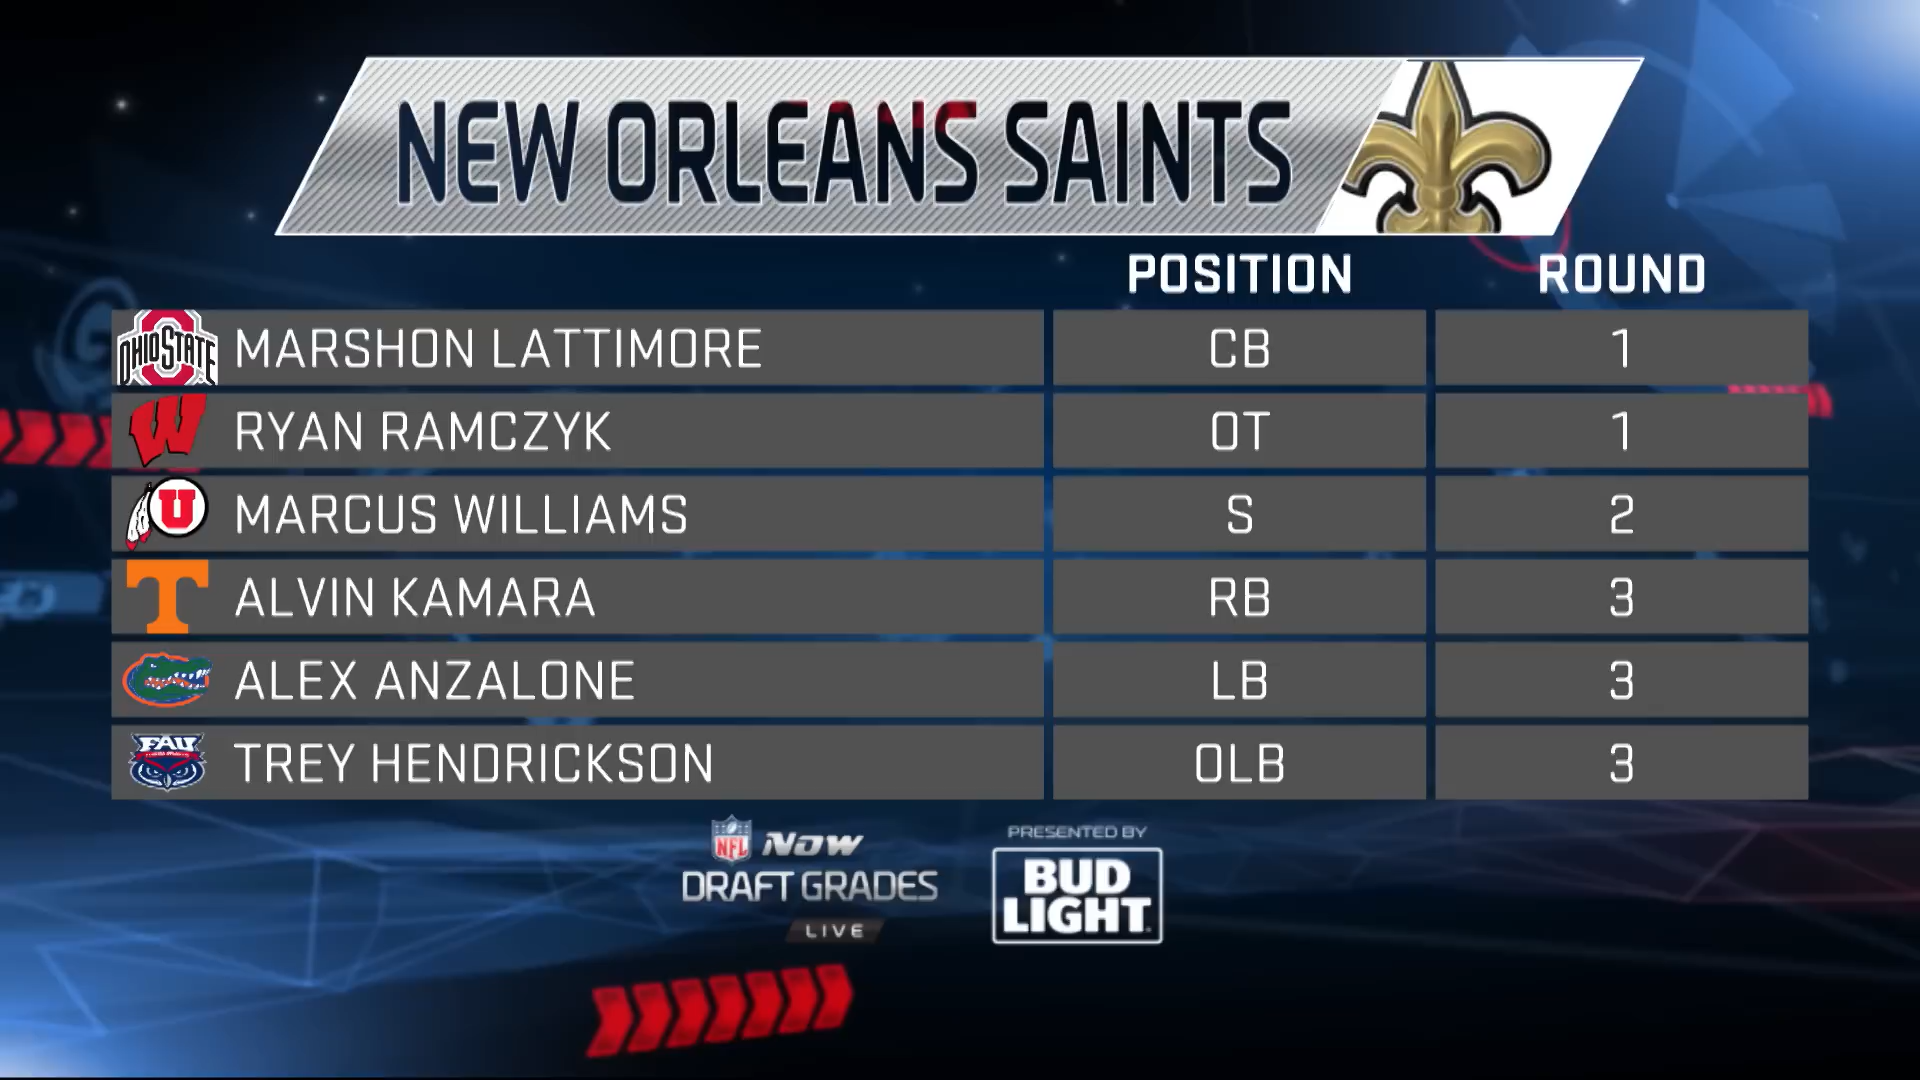 NEW ORLEANS SAINTS
POSITION ROUND
OHIO STATE MARSHON LATTIMORE CB 1
W RYAN RAMCZYK OT 1
U MARCUS WILLIAMS S 2
T ALVIN KAMARA RB 3
ALEX ANZALONE LB 3
FAU TREY HENDRICKSON OLB 3
NFL NOW
DRAFT GRADES
LIVE
PRESENTED BY
BUD
LIGHT